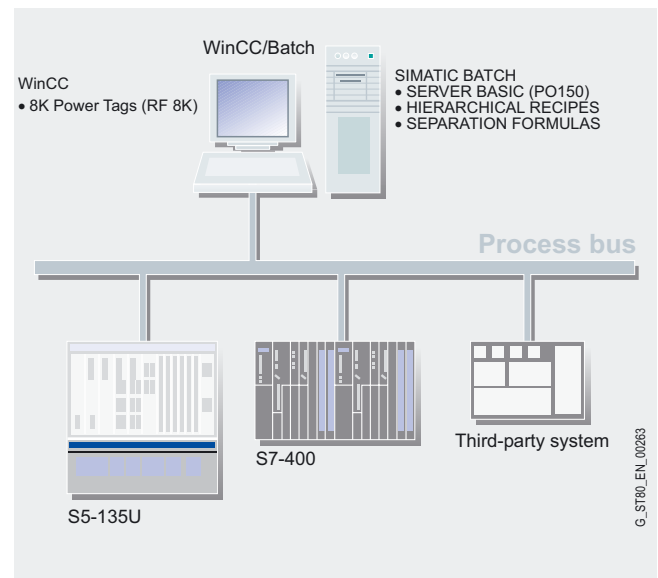 WinCC/Batch
WinCC
• 8K Power Tags (RF 8K)
SIMATIC BATCH
• SERVER BASIC (PO150)
• HIERARCHICAL RECIPES
• SEPARATION FORMULAS
Process bus
S5-135U
S7-400
Third-party system
G_ST80_EN_00263